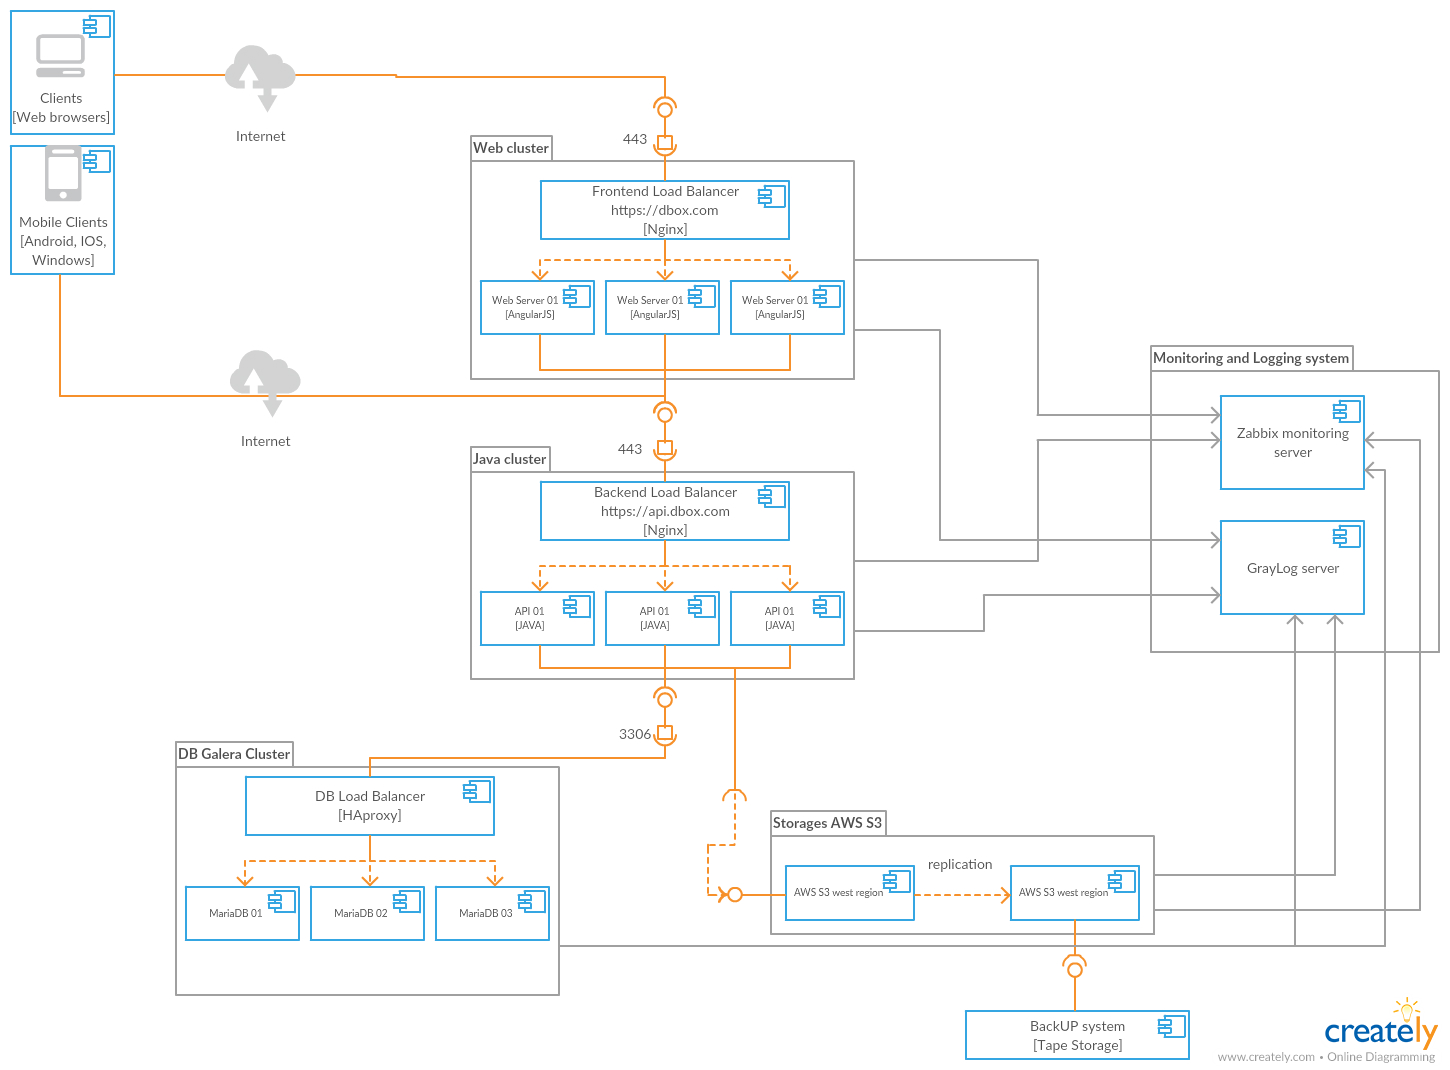 Clients
[Web browsers]
Internet
443
Web cluster
Frontend Load Balancer
https://dbox.com
[Nginx]
Mobile Clients
[Android, IOS,
Windows]
Web Server 01
[AngularJS]
Web Server 01
[AngularJS]
Web Server 01
[AngularJS]
Monitoring and Logging system
Zabbix monitoring
server
GrayLog server
Internet
443
Java cluster
Backend Load Balancer
https://api.dbox.com
[Nginx]
API 01
[JAVA]
API 01
[JAVA]
API 01
[JAVA]
3306
DB Galera Cluster
DB Load Balancer
[HAproxy]
MariaDB 01
MariaDB 02
MariaDB 03
Storages AWS S3
replication
AWS S3 west region
AWS S3 west region
BackUP system
[Tape Storage]
creately
www.creately.com • Online Diagramming